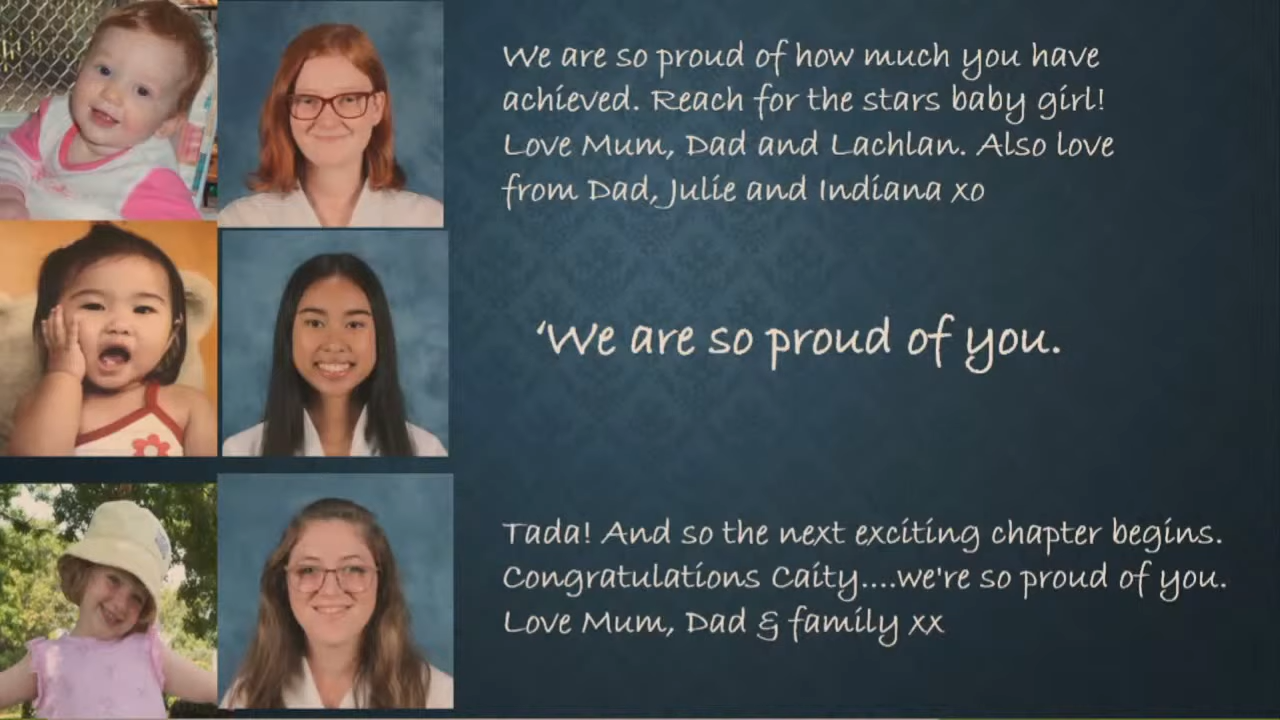 We are so proud of how much you have
achieved. Reach for the stars baby girl!
Love Mum, Dad and Lachlan. Also love
from Dad, Julie and Indiana xo
‘We are so proud of you.
Tada! And so the next exciting chapter begins.
Congratulations Caity....we're so proud of you.
Love Mum, Dad & family xx